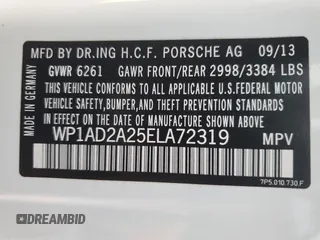 MFD BY DR.ING H.C.F. PORSCHE AG 09/13
GVWR 6261 GAWR FRONT/REAR 2998/3384 LBS
THIS VEHICLE CONFORMS TO ALL APPLICABLE
U.S. FEDERAL MOTOR VEHICLE
SAFETY, BUMPER, AND THEFT PREVENTION
STANDARDS IN EFFECT ON THE DATE OF
MANUFACTURE SHOWN ABOVE.
WP1AD2A25ELA72319 MPV
MADE IN GERMANY
7P5.010.730.F
DREAMBID